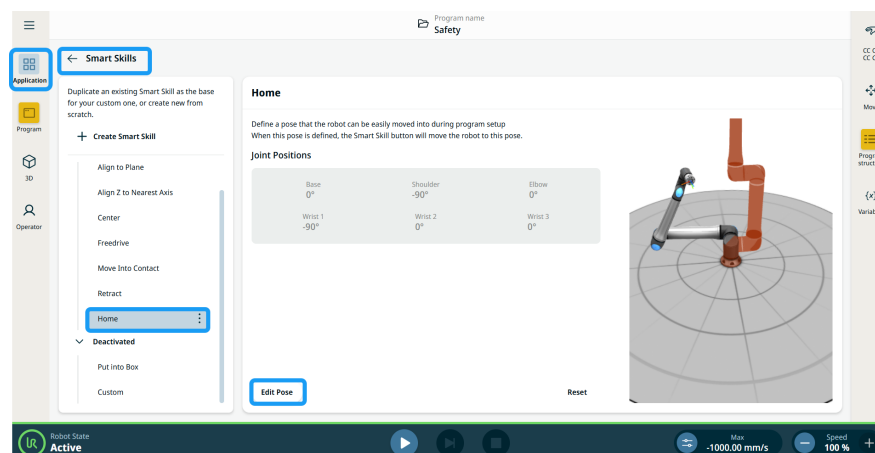 Program name
Safety
Smart Skills
Application
Program
3D
Operator
Duplicate an existing Smart Skill as the base
for your custom one, or create new from
scratch.
Create Smart Skill
Align to Plane
Align Z to Nearest Axis
Center
Freedrive
Move Into Contact
Retract
Home
Deactivated
Put into Box
Custom
Home
Define a pose that the robot can be easily moved into during program setup
When this pose is defined, the Smart Skill button will move the robot to this pose.
Joint Positions
Base Shoulder Elbow
0° -90° 0°
Wrist 1 Wrist 2 Wrist 3
-90° 0° 0°
Edit Pose Reset
Mov
Progr
struct
{x}
Variab
Robot State
Active
Max
-1000.00 mm/s
Speed
100 %